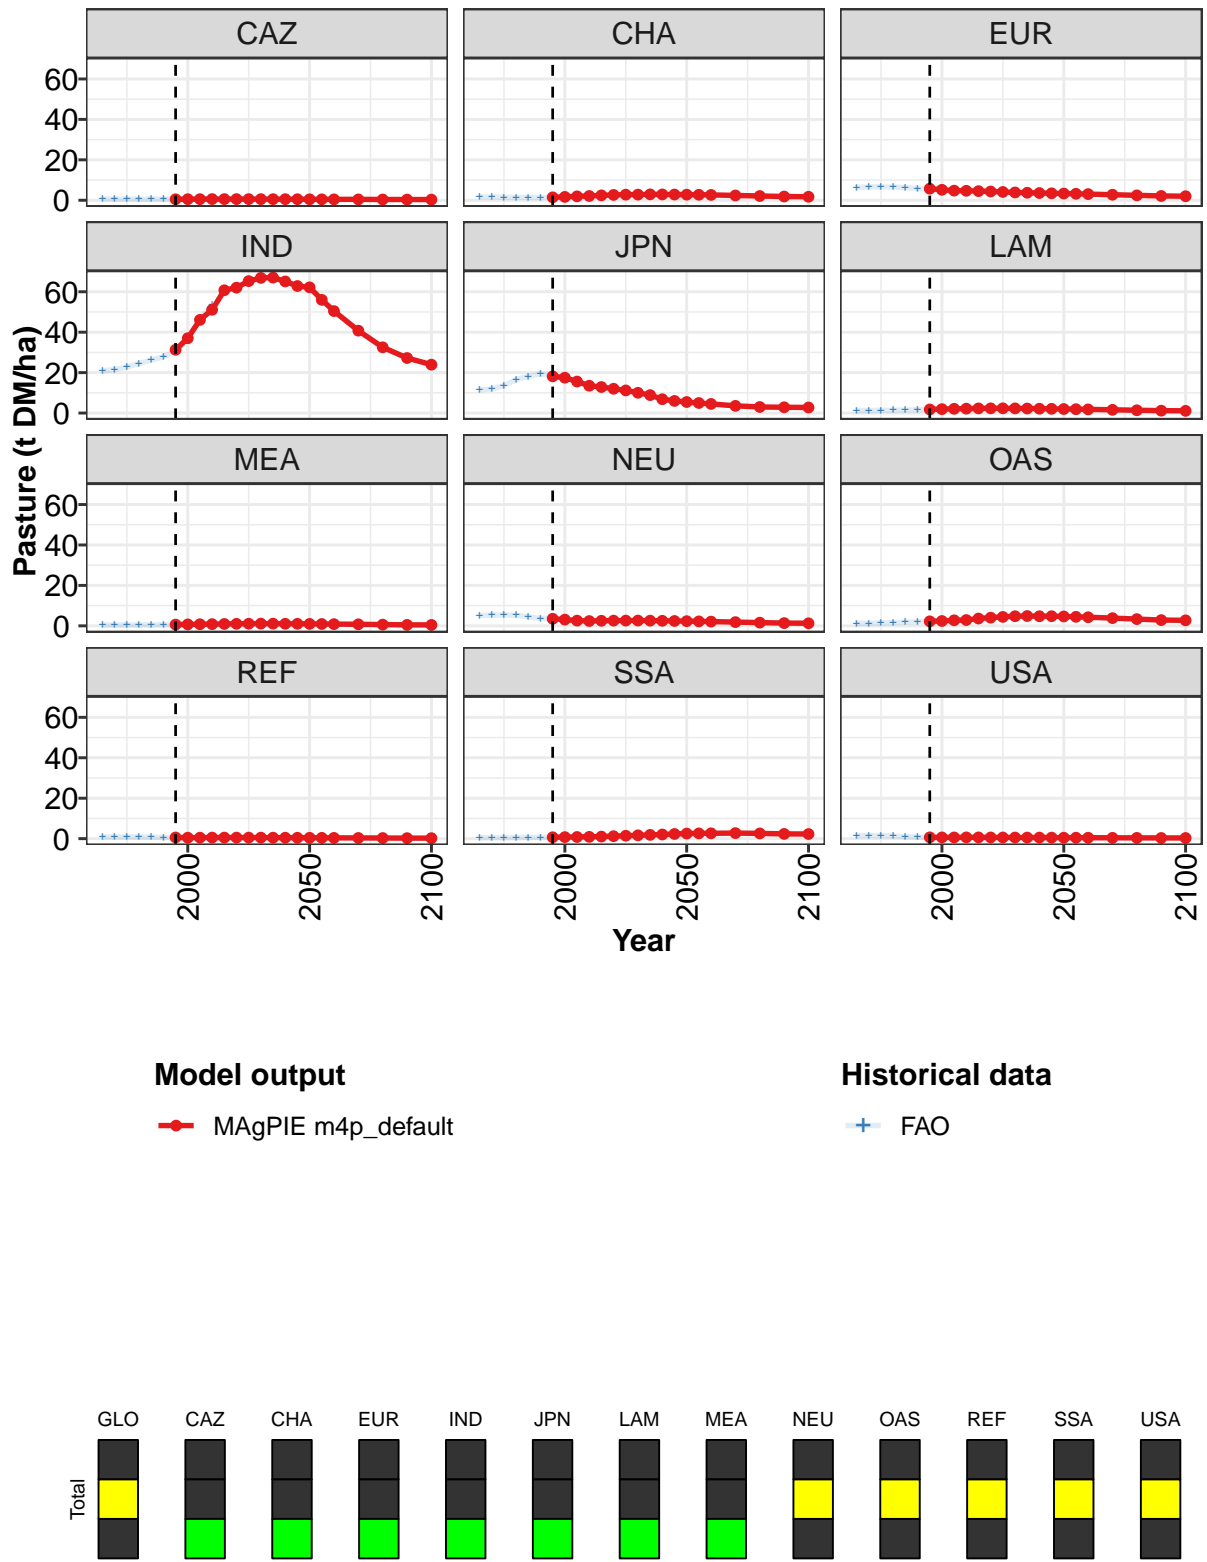 CAZ CHA EUR
60
40
20
0
IND JPN LAM
60
40
20
0
Pasture (t DM/ha)
MEA NEU OAS
60
40
20
0
REF SSA USA
60
40
20
0
2000 2050 2100 2000 2050 2100 2000 2050 2100
Year
Model output
MAgPIE m4p_default
Historical data
FAO
GLO CAZ CHA EUR IND JPN LAM MEA NEU OAS REF SSA USA
Total